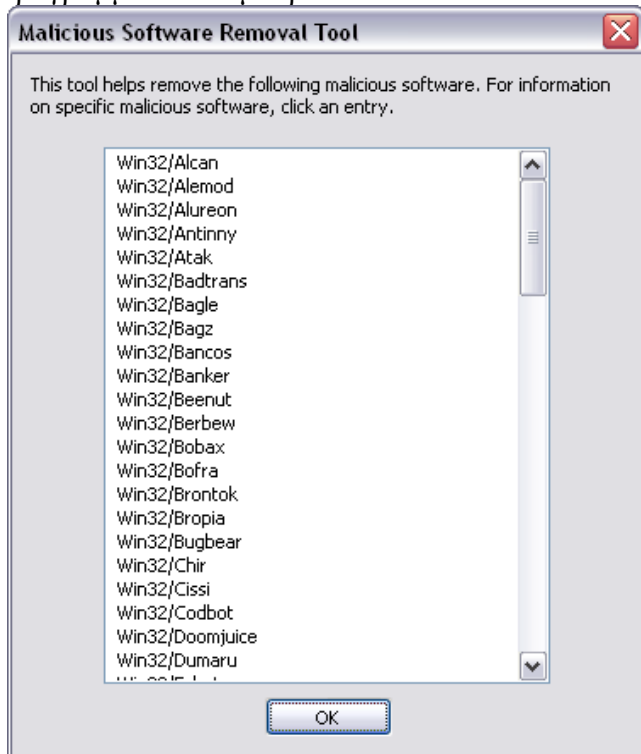 Malicious Software Removal Tool
This tool helps remove the following malicious software. For information
on specific malicious software, click an entry.
Win32/Alcan
Win32/Alemod
Win32/Alureon
Win32/Antinny
Win32/Atak
Win32/Badtrans
Win32/Bagle
Win32/Bagz
Win32/Bancos
Win32/Banker
Win32/Beenut
Win32/Berbew
Win32/Bobax
Win32/Bofra
Win32/Brontok
Win32/Bropia
Win32/Bugbear
Win32/Chir
Win32/Cissi
Win32/Codbot
Win32/Doomjuice
Win32/Dumaru
OK